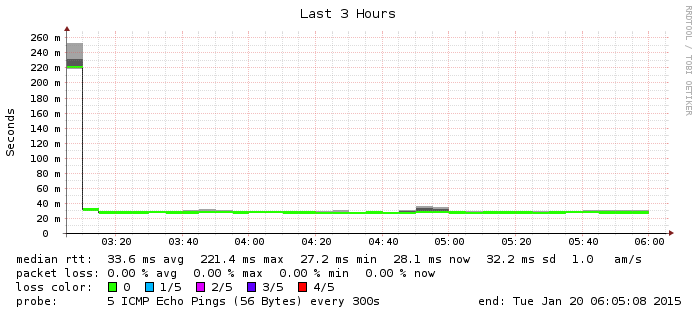 Last 3 Hours
RRDTOOL / TOBI OETIKER
Seconds
260 m
240 m
220 m
200 m
180 m
160 m
140 m
120 m
100 m
80 m
60 m
40 m
20 m
0
03:20 03:40 04:00 04:20 04:40 05:00 05:20 05:40 06:00
median rtt: 33.6 ms avg 221.4 ms max 27.2 ms min 28.1 ms now 32.2 ms sd 1.0 am/s
packet loss: 0.00 % avg 0.00 % max 0.00 % min 0.00 % now
loss color: 0 1/5 2/5 3/5 4/5
probe: 5 ICMP Echo Pings (56 Bytes) every 300s end: Tue Jan 20 06:05:08 2015